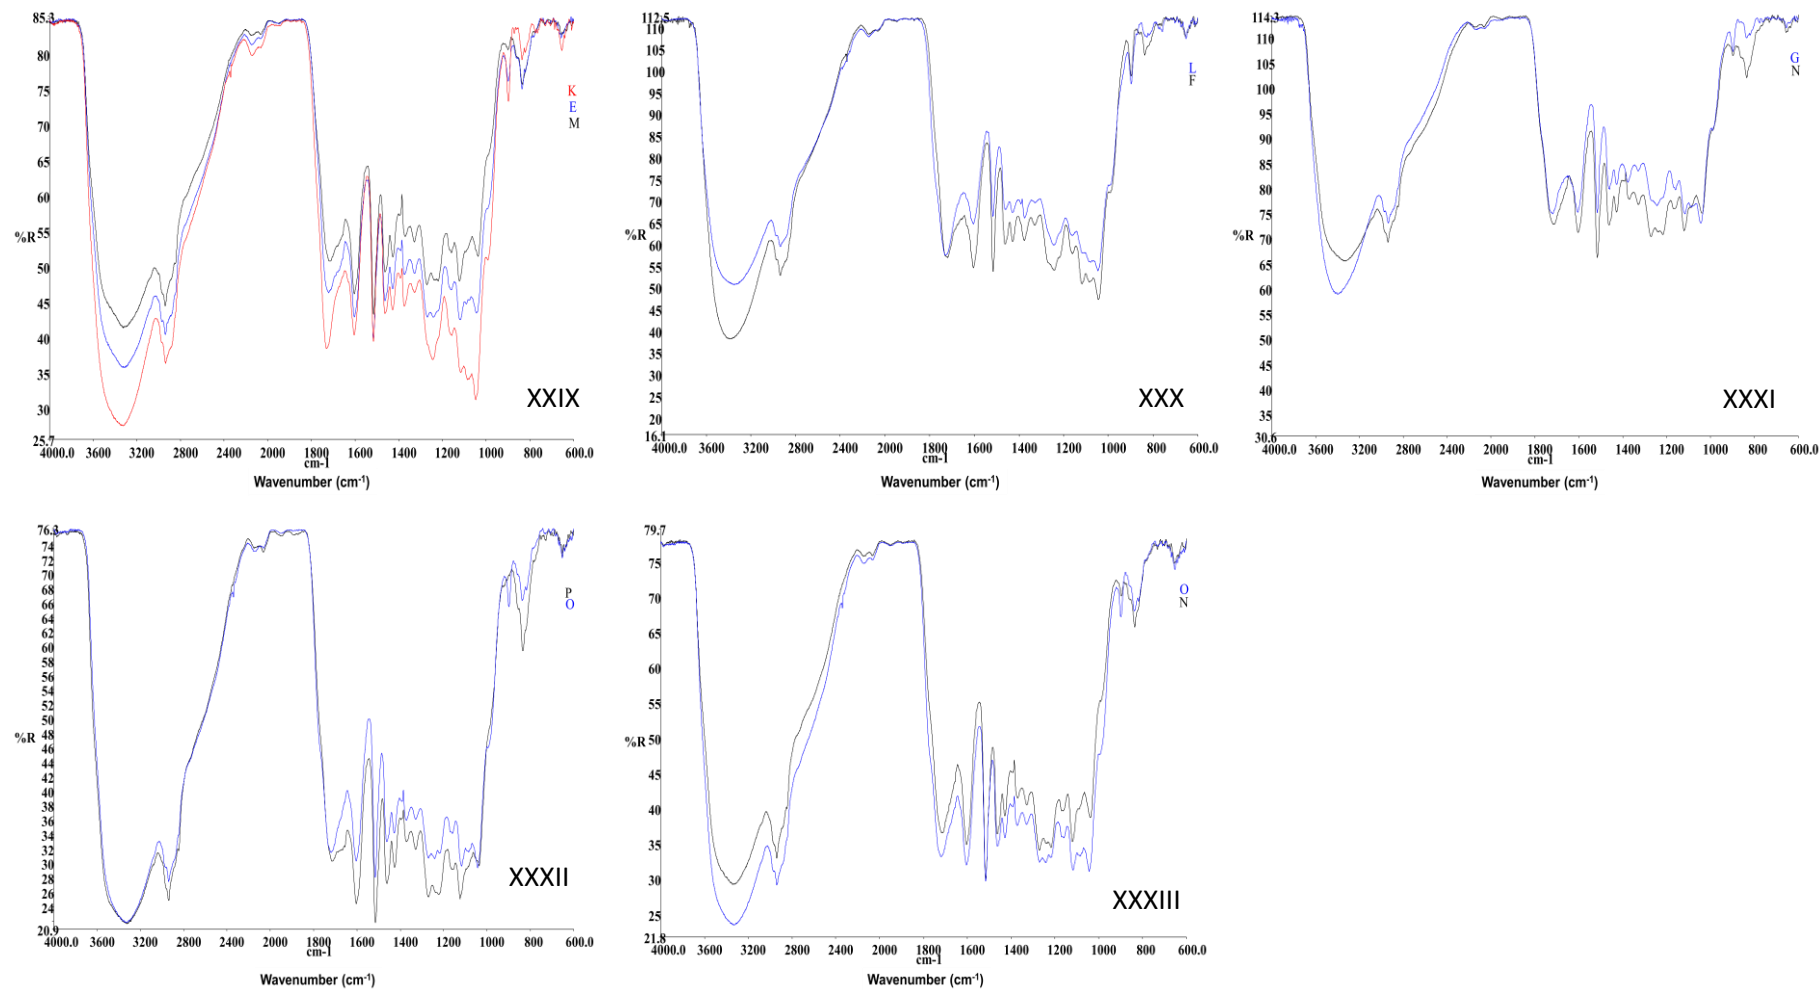 85.3
80
75
70
65
60
55
50
45
40
35
30
25.7
%R
4000.0 3600 3200 2800 2400 2000 1800 1600 1400 1200 1000 800 600.0
cm-1
Wavenumber (cm-1)
K
E
M
XXIX
112.5
110
105
100
95
90
85
80
75
70
65
60
55
50
45
40
35
30
25
20
16.1
%R
4000.0 3600 3200 2800 2400 2000 1800 1600 1400 1200 1000 800 600.0
cm-1
Wavenumber (cm-1)
L
F
XXX
114.3
110
105
100
95
90
85
80
75
70
65
60
55
50
45
40
35
30.6
%R
4000.0 3600 3200 2800 2400 2000 1800 1600 1400 1200 1000 800 600.0
cm-1
Wavenumber (cm-1)
G
N
XXXI
76.3
74
72
70
68
66
64
62
60
58
56
54
52
50
48
46
44
42
40
38
36
34
32
30
28
26
24
20.9
%R
4000.0 3600 3200 2800 2400 2000 1800 1600 1400 1200 1000 800 600.0
cm-1
Wavenumber (cm-1)
P
O
XXXII
79.7
75
70
65
60
55
50
45
40
35
30
25
21.8
%R
4000.0 3600 3200 2800 2400 2000 1800 1600 1400 1200 1000 800 600.0
cm-1
Wavenumber (cm-1)
O
N
XXXIII